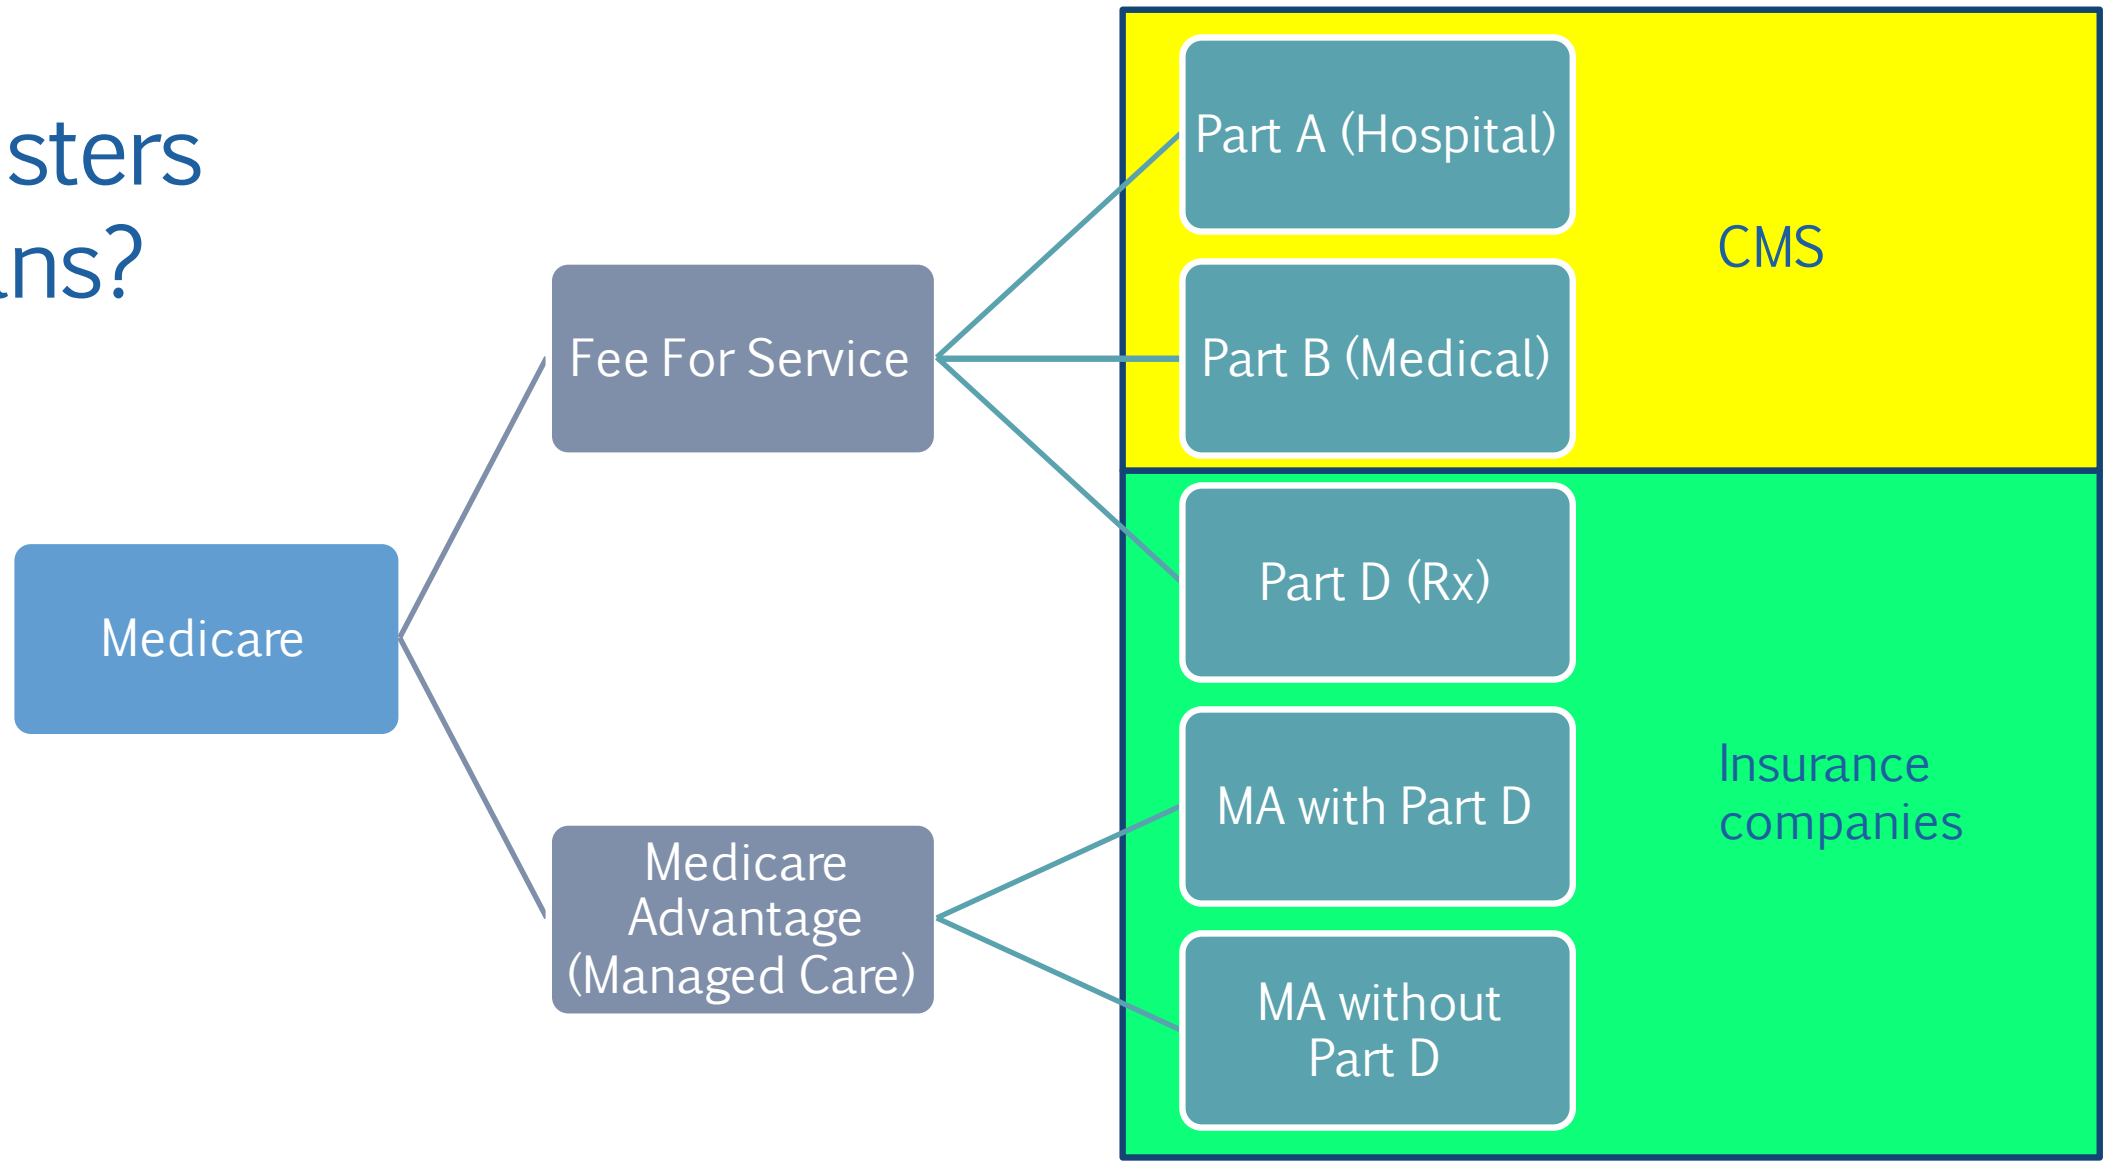 sters
ns?
Medicare
Fee For Service
Medicare
Advantage
(Managed Care)
Part A (Hospital)
Part B (Medical)
Part D (Rx)
MA with Part D
MA without
Part D
CMS
Insurance
companies